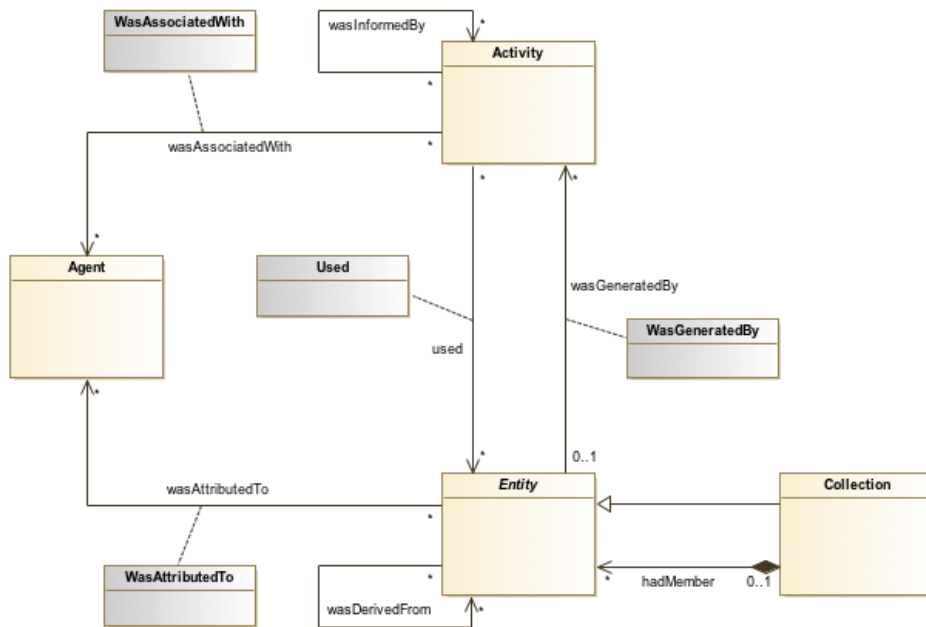 WasAssociatedWith
wasInformedBy
*
Activity
*
wasAssociatedWith
*
*
*
*
Agent
Used
wasGeneratedBy
WasGeneratedBy
used
*
*
0..1
Entity
Collection
wasAttributedTo
*
*
hadMember
0..1
*
WasAttributedTo
wasDerivedFrom
*